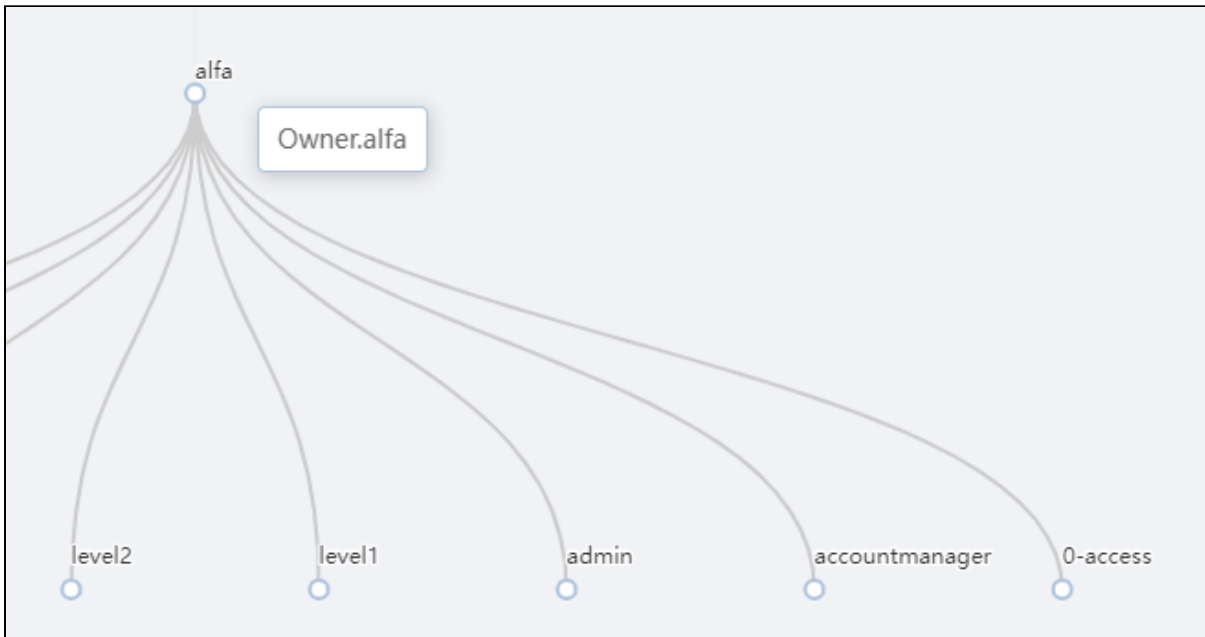 alfa
Owner.alfa
level2
level1
admin
accountmanager
0-access